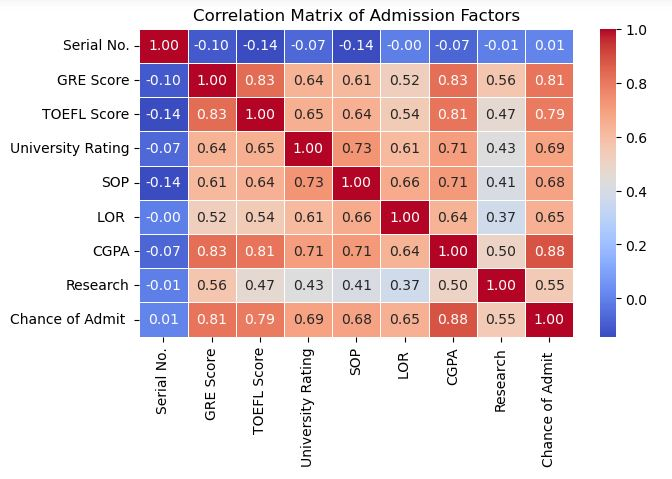 Correlation Matrix of Admission Factors
Serial No. 1.00 -0.10 -0.14 -0.07 -0.14 -0.00 -0.07 -0.01 0.01
GRE Score -0.10 1.00 0.83 0.64 0.61 0.52 0.83 0.56 0.81
TOEFL Score -0.14 0.83 1.00 0.65 0.64 0.54 0.81 0.47 0.79
University Rating -0.07 0.64 0.65 1.00 0.73 0.61 0.71 0.43 0.69
SOP -0.14 0.61 0.64 0.73 1.00 0.66 0.71 0.41 0.68
LOR -0.00 0.52 0.54 0.61 0.66 1.00 0.64 0.37 0.65
CGPA -0.07 0.83 0.81 0.71 0.71 0.64 1.00 0.50 0.88
Research -0.01 0.56 0.47 0.43 0.41 0.37 0.50 1.00 0.55
Chance of Admit 0.01 0.81 0.79 0.69 0.68 0.65 0.88 0.55 1.00
Serial No.
GRE Score
TOEFL Score
University Rating
SOP
LOR
CGPA
Research
Chance of Admit
1.0
0.8
0.6
0.4
0.2
0.0